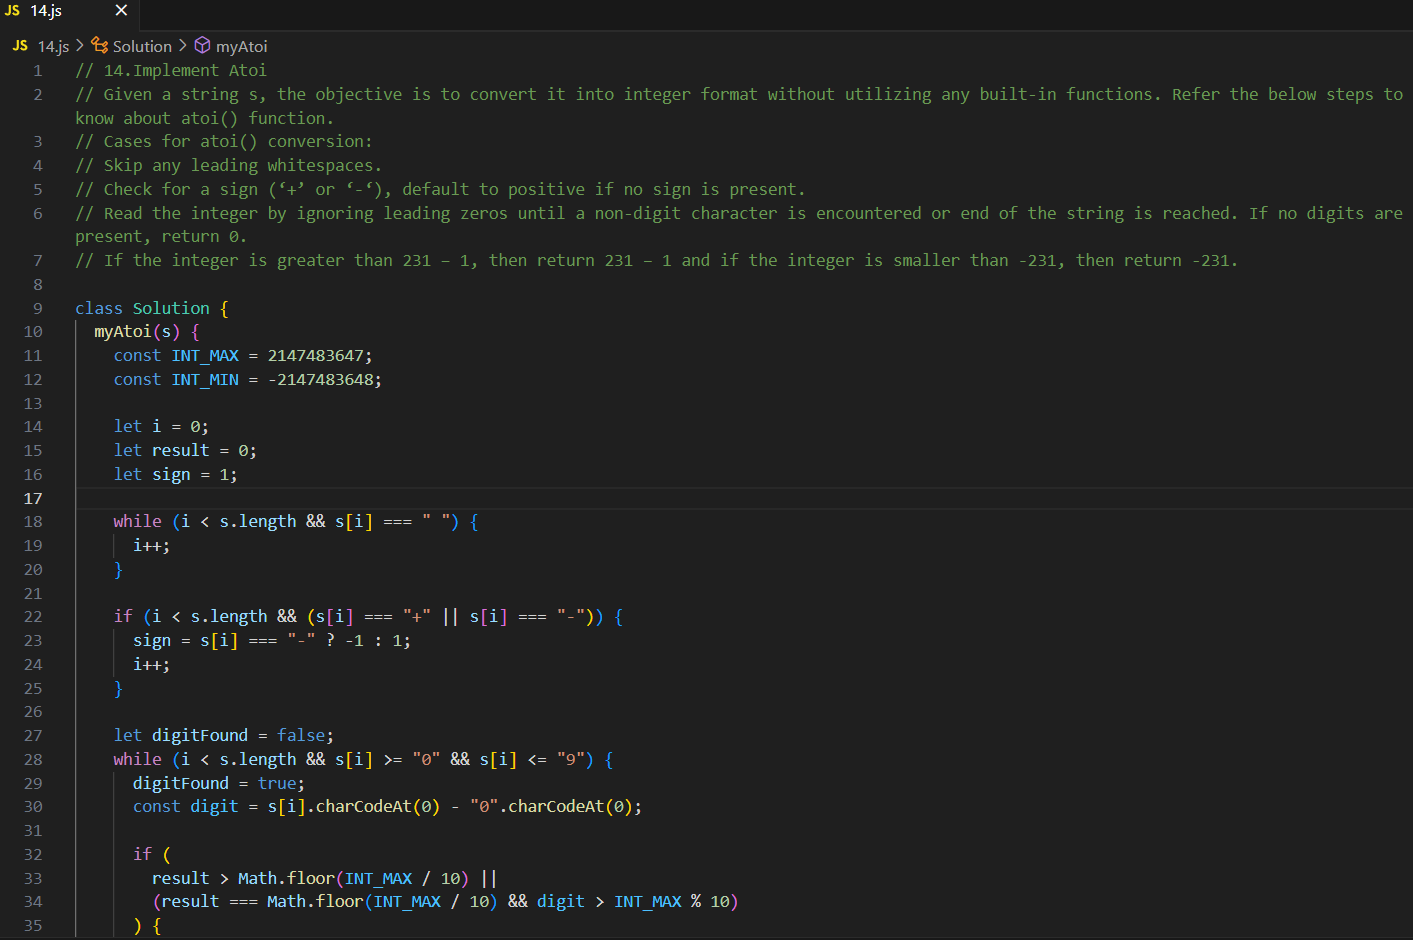 JS 14.js ×
JS 14.js > Solution > myAtoi
1 // 14.Implement Atoi
2 // Given a string s, the objective is to convert it into integer format without utilizing any built-in functions. Refer the below steps to
know about atoi() function.
3 // Cases for atoi() conversion:
4 // Skip any leading whitespaces.
5 // Check for a sign (‘+’ or ‘-‘), default to positive if no sign is present.
6 // Read the integer by ignoring leading zeros until a non-digit character is encountered or end of the string is reached. If no digits are
present, return 0.
7 // If the integer is greater than 231 – 1, then return 231 – 1 and if the integer is smaller than -231, then return -231.
8
9 class Solution {
10   myAtoi(s) {
11     const INT_MAX = 2147483647;
12     const INT_MIN = -2147483648;
13
14     let i = 0;
15     let result = 0;
16     let sign = 1;
17
18     while (i < s.length && s[i] === " ") {
19       i++;
20     }
21
22     if (i < s.length && (s[i] === "+" || s[i] === "-")) {
23       sign = s[i] === "-" ? -1 : 1;
24       i++;
25     }
26
27     let digitFound = false;
28     while (i < s.length && s[i] >= "0" && s[i] <= "9") {
29       digitFound = true;
30       const digit = s[i].charCodeAt(0) - "0".charCodeAt(0);
31
32       if (
33         result > Math.floor(INT_MAX / 10) ||
34         (result === Math.floor(INT_MAX / 10) && digit > INT_MAX % 10)
35       ) {